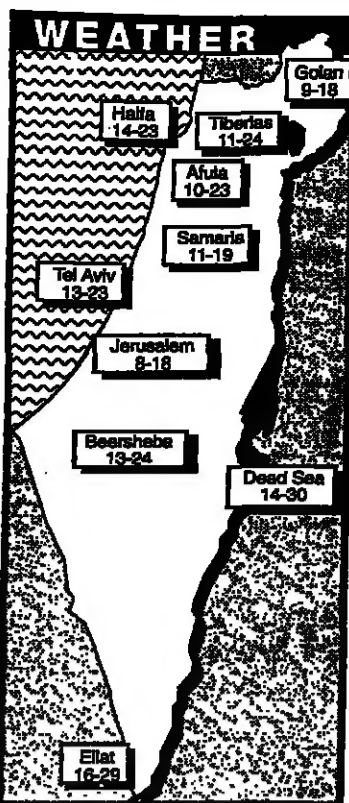 WEATHER
Golan
9-18
Haifa
14-23
Tiberias
11-24
Afula
10-23
Samaria
11-19
Tel Aviv
13-23
Jerusalem
8-18
Beersheba
13-24
Dead Sea
14-30
Eilat
16-29